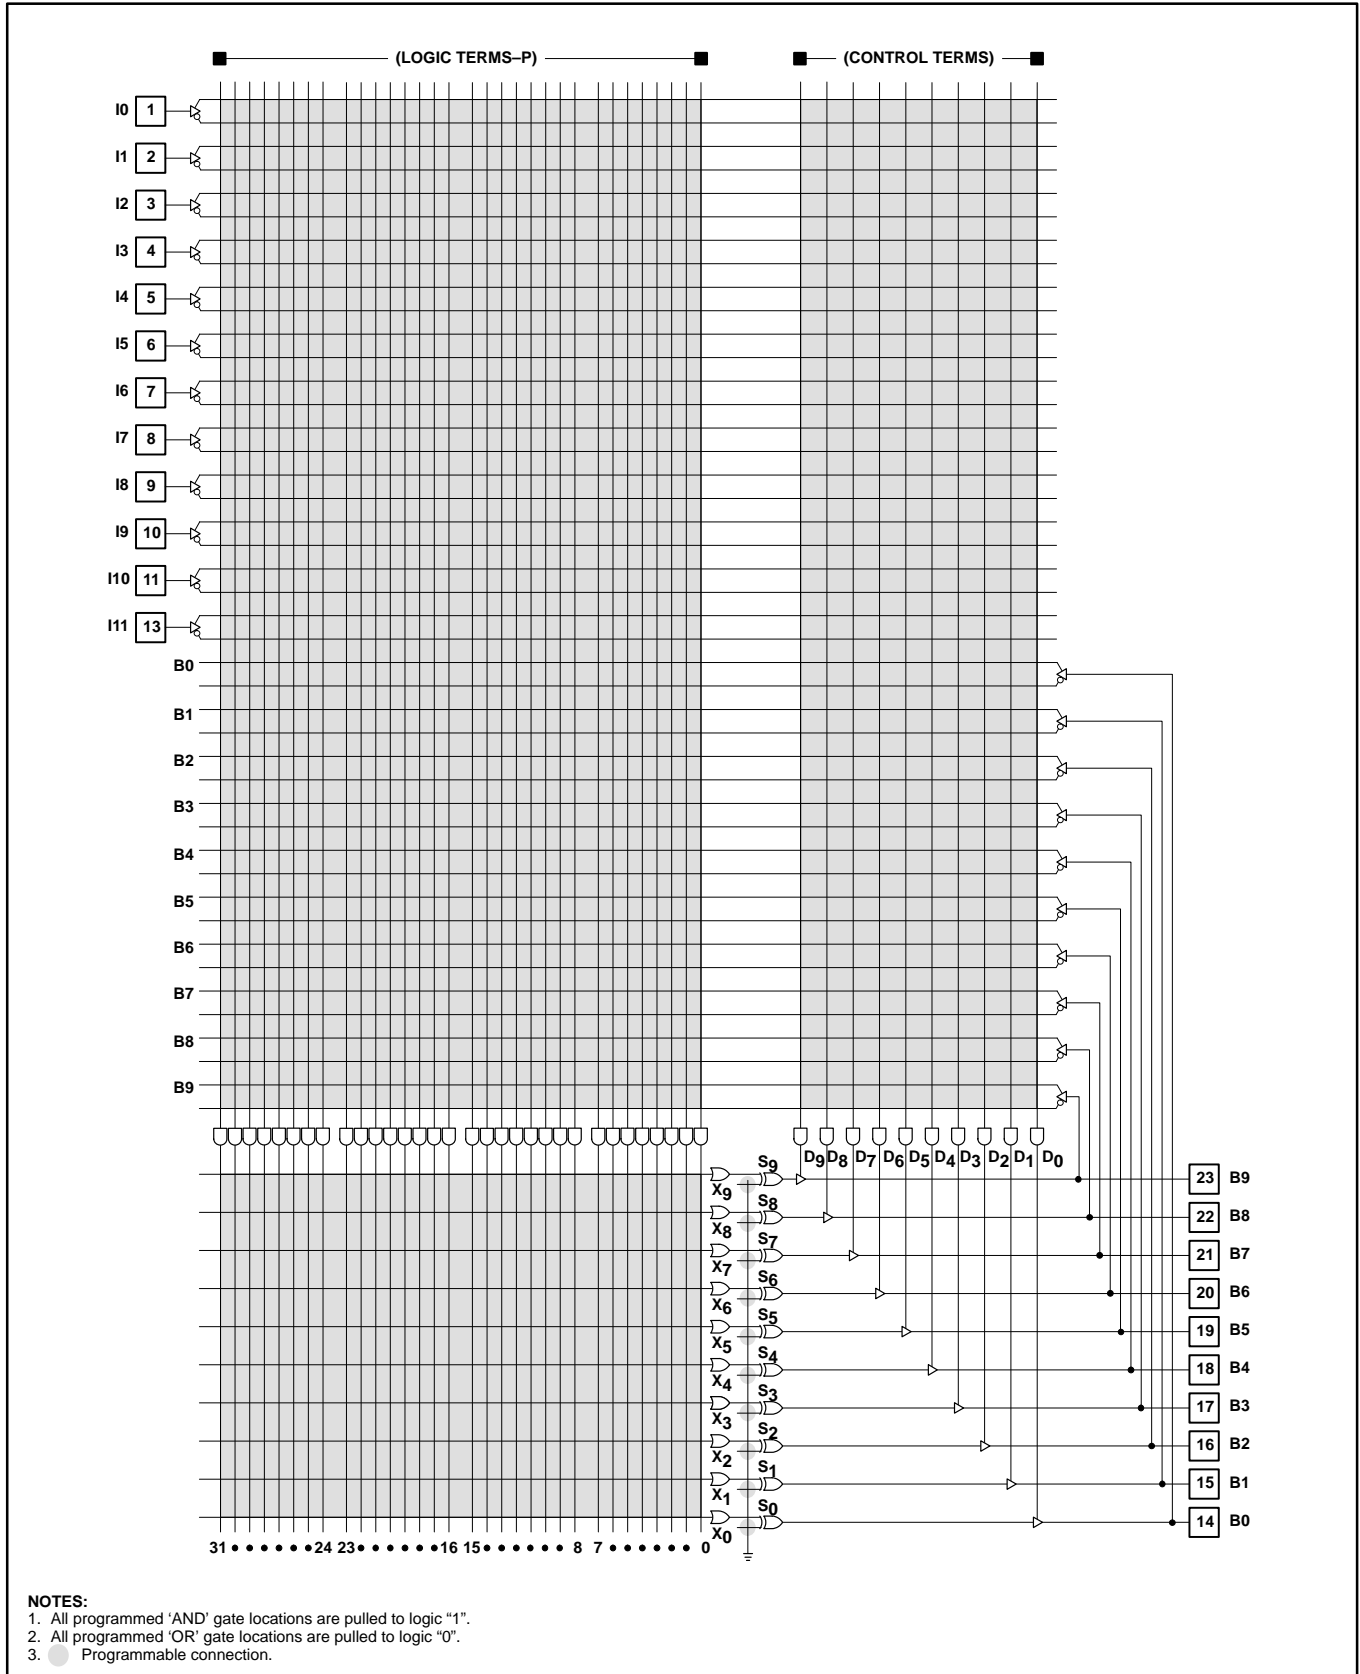 (LOGIC TERMS–P) (CONTROL TERMS)
I0 1
I1 2
I2 3
I3 4
I4 5
I5 6
I6 7
I7 8
I8 9
I9 10
I10 11
I11 13
B0
B1
B2
B3
B4
B5
B6
B7
B8
B9
D9 D8 D7 D6 D5 D4 D3 D2 D1 D0
X9 S9 23 B9
X8 S8 22 B8
X7 S7 21 B7
X6 S6 20 B6
X5 S5 19 B5
X4 S4 18 B4
X3 S3 17 B3
X2 S2 16 B2
X1 S1 15 B1
X0 S0 14 B0
31 • • • • • • 24 23 • • • • • • 16 15 • • • • • • 8 7 • • • • • • 0
NOTES:
1. All programmed ‘AND’ gate locations are pulled to logic “1”.
2. All programmed ‘OR’ gate locations are pulled to logic “0”.
3. Programmable connection.